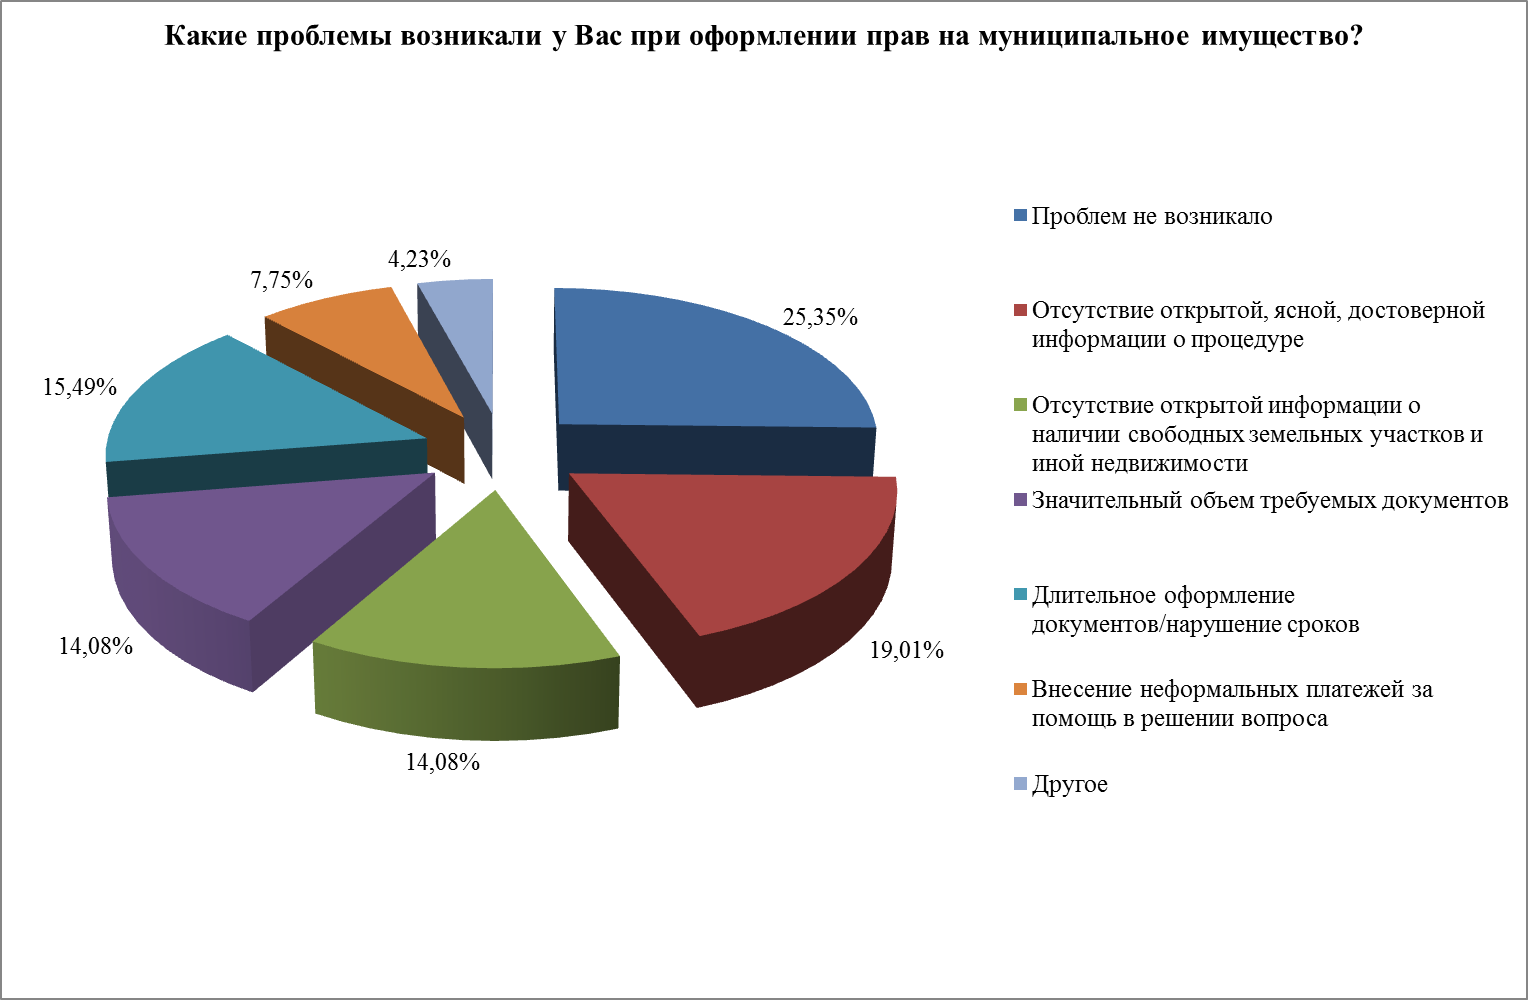 Какие проблемы возникали у Вас при оформлении прав на муниципальное имущество?
4,23%
7,75%
25,35%
15,49%
14,08%
19,01%
14,08%
Проблем не возникало
Отсутствие открытой, ясной, достоверной
информации о процедуре
Отсутствие открытой информации о
наличии свободных земельных участков и
иной недвижимости
Значительный объем требуемых документов
Длительное оформление
документов/нарушение сроков
Внесение неформальных платежей за
помощь в решении вопроса
Другое